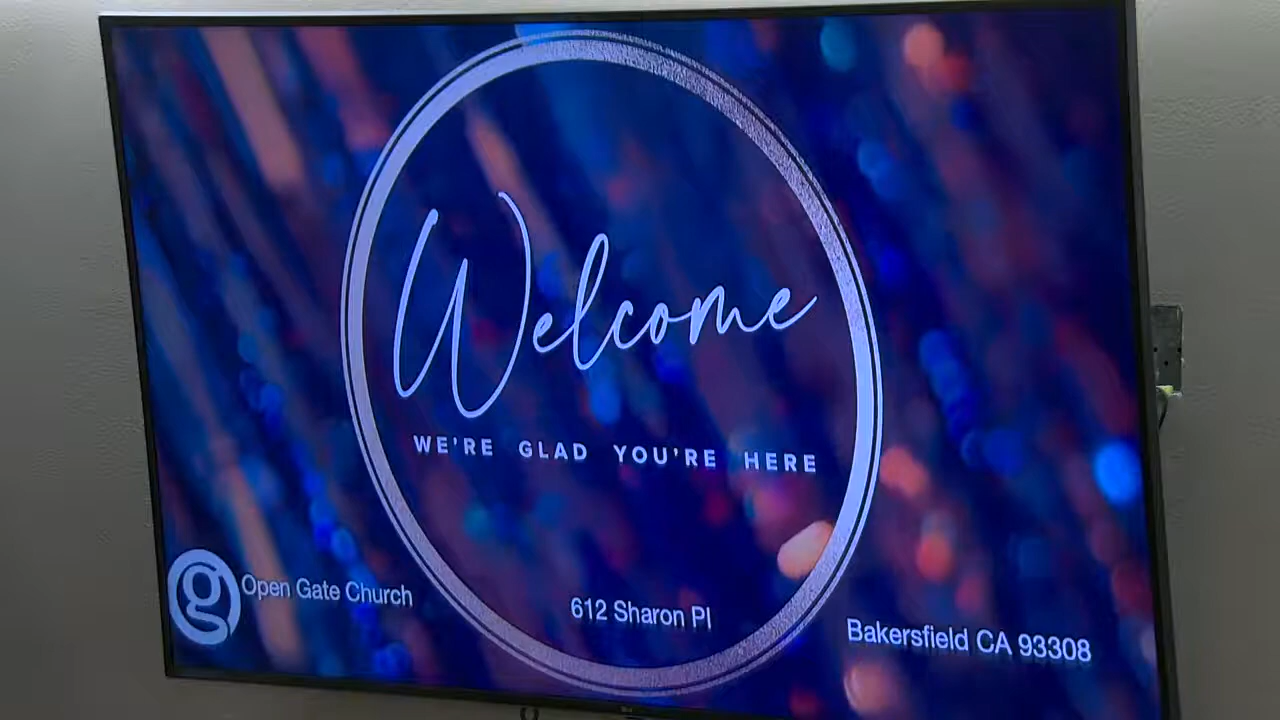 Welcome
WE'RE GLAD YOU'RE HERE
g
Open Gate Church
612 Sharon Pl
Bakersfield CA 93308